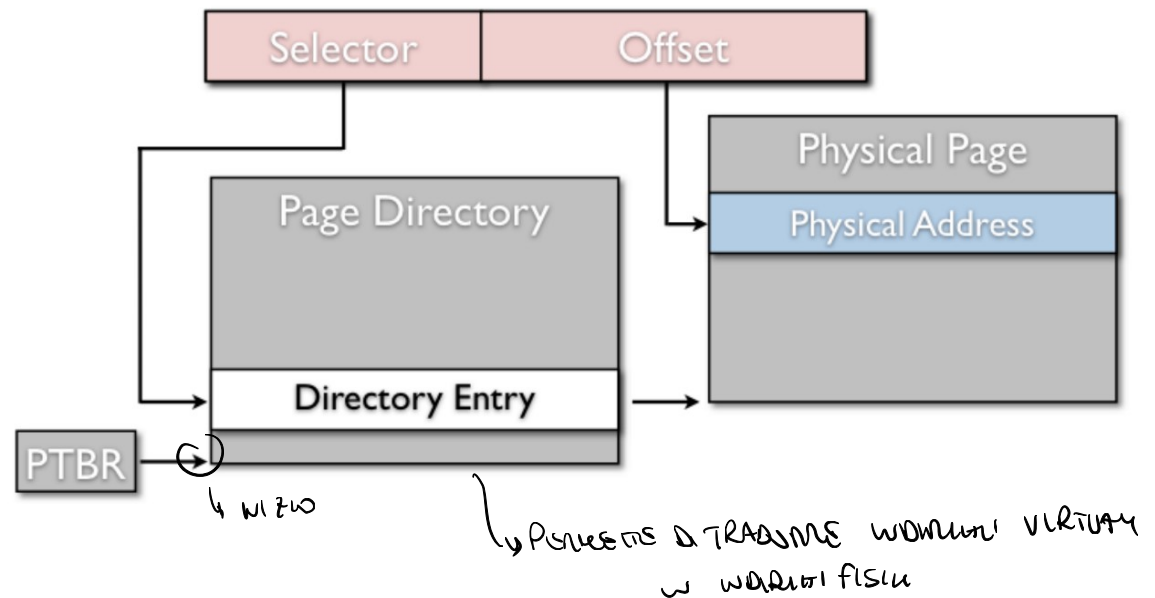 Selector Offset
Physical Page
Physical Address
Page Directory
Directory Entry
PTBR
INIZIO
PERMETTE DI TRADURRE INDIRIZZI VIRTUALI
IN INDIRIZZI FISICI